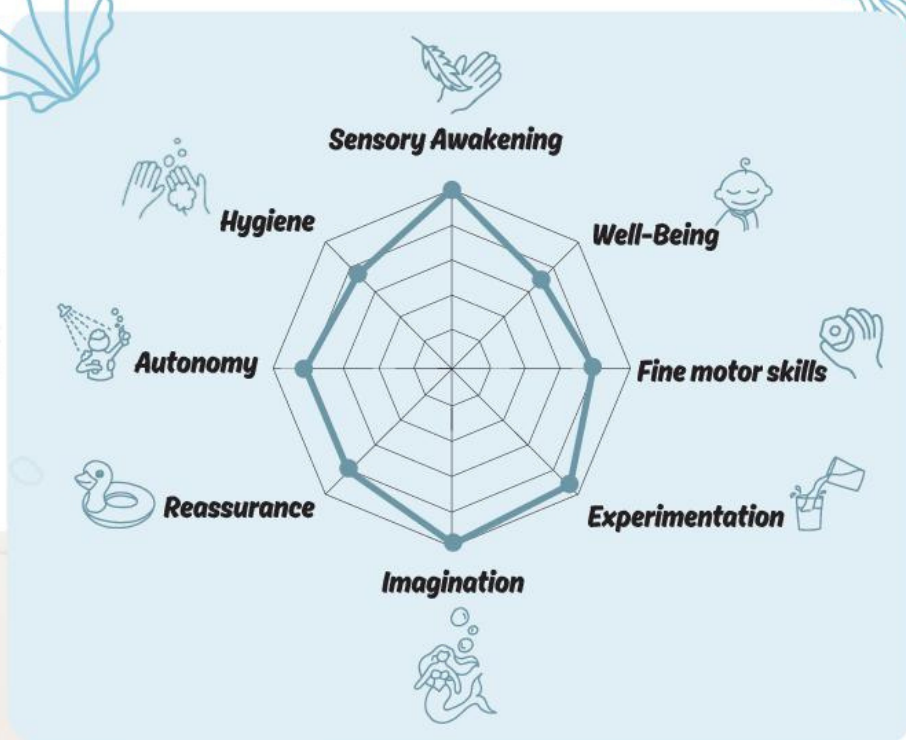 Sensory Awakening
Hygiene
Well-Being
Autonomy
Fine motor skills
Reassurance
Experimentation
Imagination